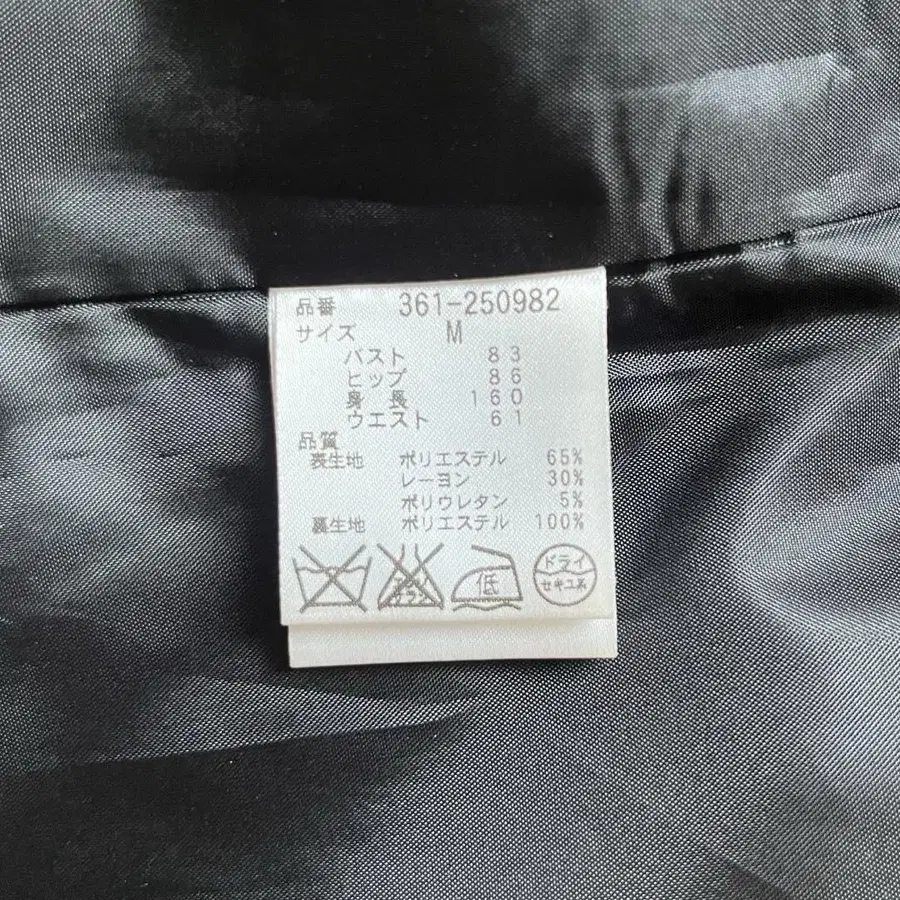 品番 361-250982
サイズ M
バスト 83
ヒップ 86
身長 160
ウエスト 61
品質
表生地 ポリエステル 65%
レーヨン 30%
ポリウレタン 5%
裏生地 ポリエステル 100%
低 ドライ
セキユ系